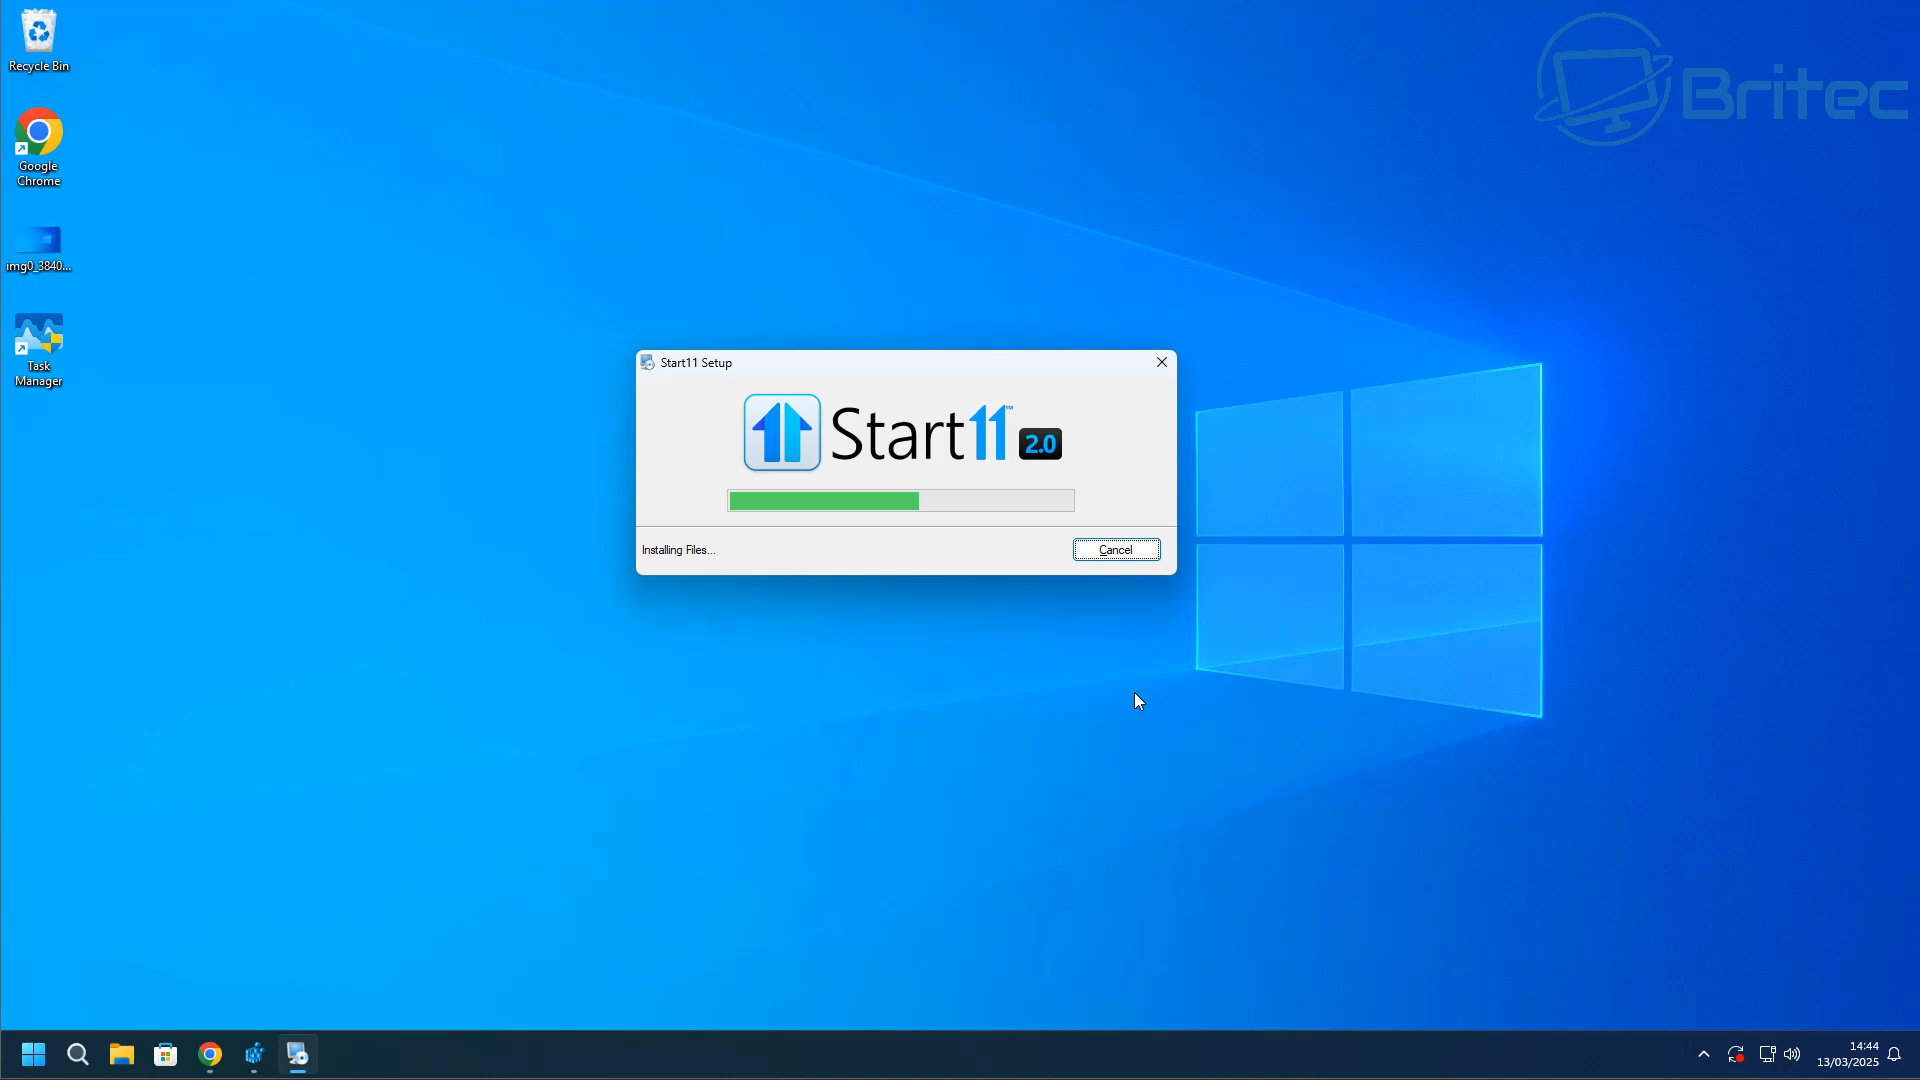 Recycle Bin
Google
Chrome
img0_3840...
Task
Manager
Britec
Start11 Setup
Start11™ 2.0
Installing Files...
Cancel
14:44
13/03/2025